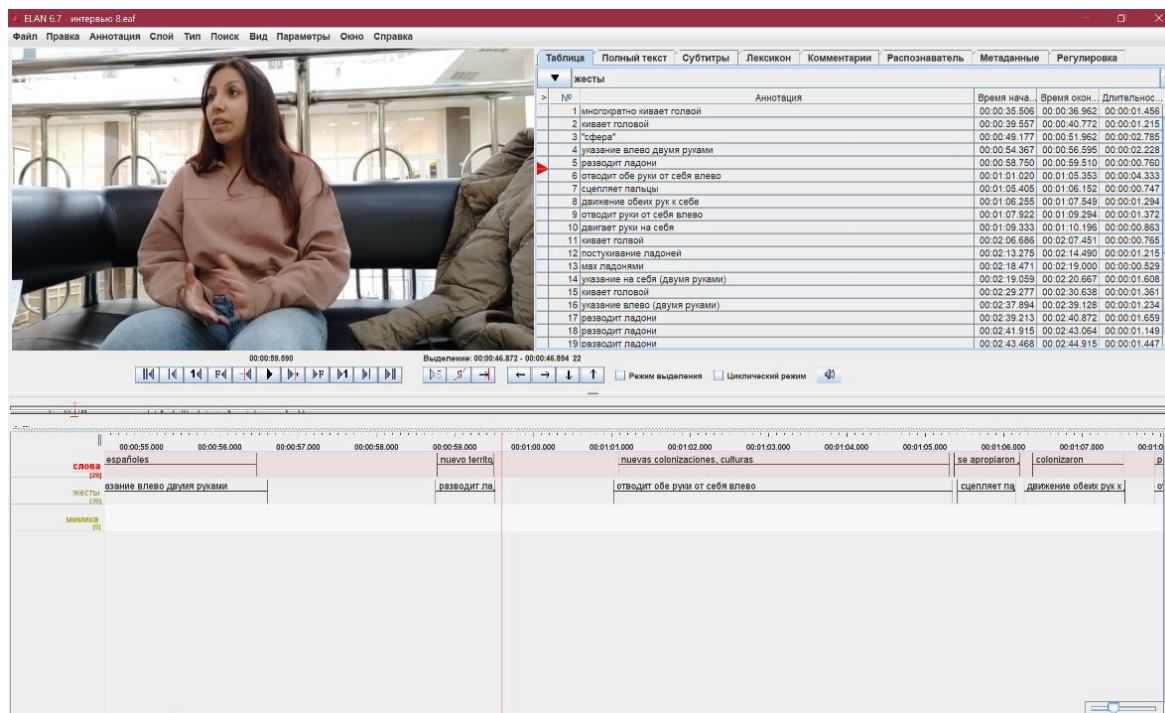 ELAN 6.7 - интервью 8.eaf
Файл Правка Аннотация Слой Тип Поиск Вид Параметры Окно Справка
Таблица Полный текст Субтитры Лексикон Комментарии Распознаватель Метаданные Регулировка
жесты
> № Аннотация Время нача... Время окон... Длительнос...
1 многократно кивает голвой 00:00:35.506 00:00:36.962 00:00:01.456
2 кивает головой 00:00:39.557 00:00:40.772 00:00:01.215
3 "сфера" 00:00:49.177 00:00:51.962 00:00:02.785
4 указание влево двумя руками 00:00:54.367 00:00:56.595 00:00:02.228
5 разводит ладони 00:00:58.750 00:00:59.510 00:00:00.760
6 отводит обе руки от себя влево 00:01:01.020 00:01:05.353 00:00:04.333
7 сцепляет пальцы 00:01:05.405 00:01:06.152 00:00:00.747
8 движение обеих рук к себе 00:01:06.255 00:01:07.549 00:00:01.294
9 отводит руки от себя влево 00:01:07.922 00:01:09.294 00:00:01.372
10 двигает руки на себя 00:01:09.333 00:01:10.196 00:00:00.863
11 кивает голвой 00:02:06.686 00:02:07.451 00:00:00.765
12 постукивание ладоней 00:02:13.275 00:02:14.490 00:00:01.215
13 мах ладонями 00:02:18.471 00:02:19.000 00:00:00.529
14 указание на себя (двумя руками) 00:02:19.059 00:02:20.667 00:00:01.608
15 кивает головой 00:02:29.277 00:02:30.638 00:00:01.361
16 указание влево (двумя руками) 00:02:37.894 00:02:39.128 00:00:01.234
17 разводит ладони 00:02:39.213 00:02:40.872 00:00:01.659
18 разводит ладони 00:02:41.915 00:02:43.064 00:00:01.149
19 разводит ладони 00:02:43.468 00:02:44.915 00:00:01.447
00:00:59.590 Выделение: 00:00:46.872 - 00:00:46.894 22
Режим выделения Циклический режим
00:00:55.000 00:00:56.000 00:00:57.000 00:00:58.000 00:00:59.000 00:01:00.000 00:01:01.000 00:01:02.000 00:01:03.000 00:01:04.000 00:01:05.000 00:01:06.000 00:01:07.000 00:01:0
слова españoles nuevo territo nuevas colonizaciones, culturas se apropiaron colonizaron p
жесты азание влево двумя руками разводит ла отводит обе руки от себя влево сцепляет па движение обеих рук к о
мимика